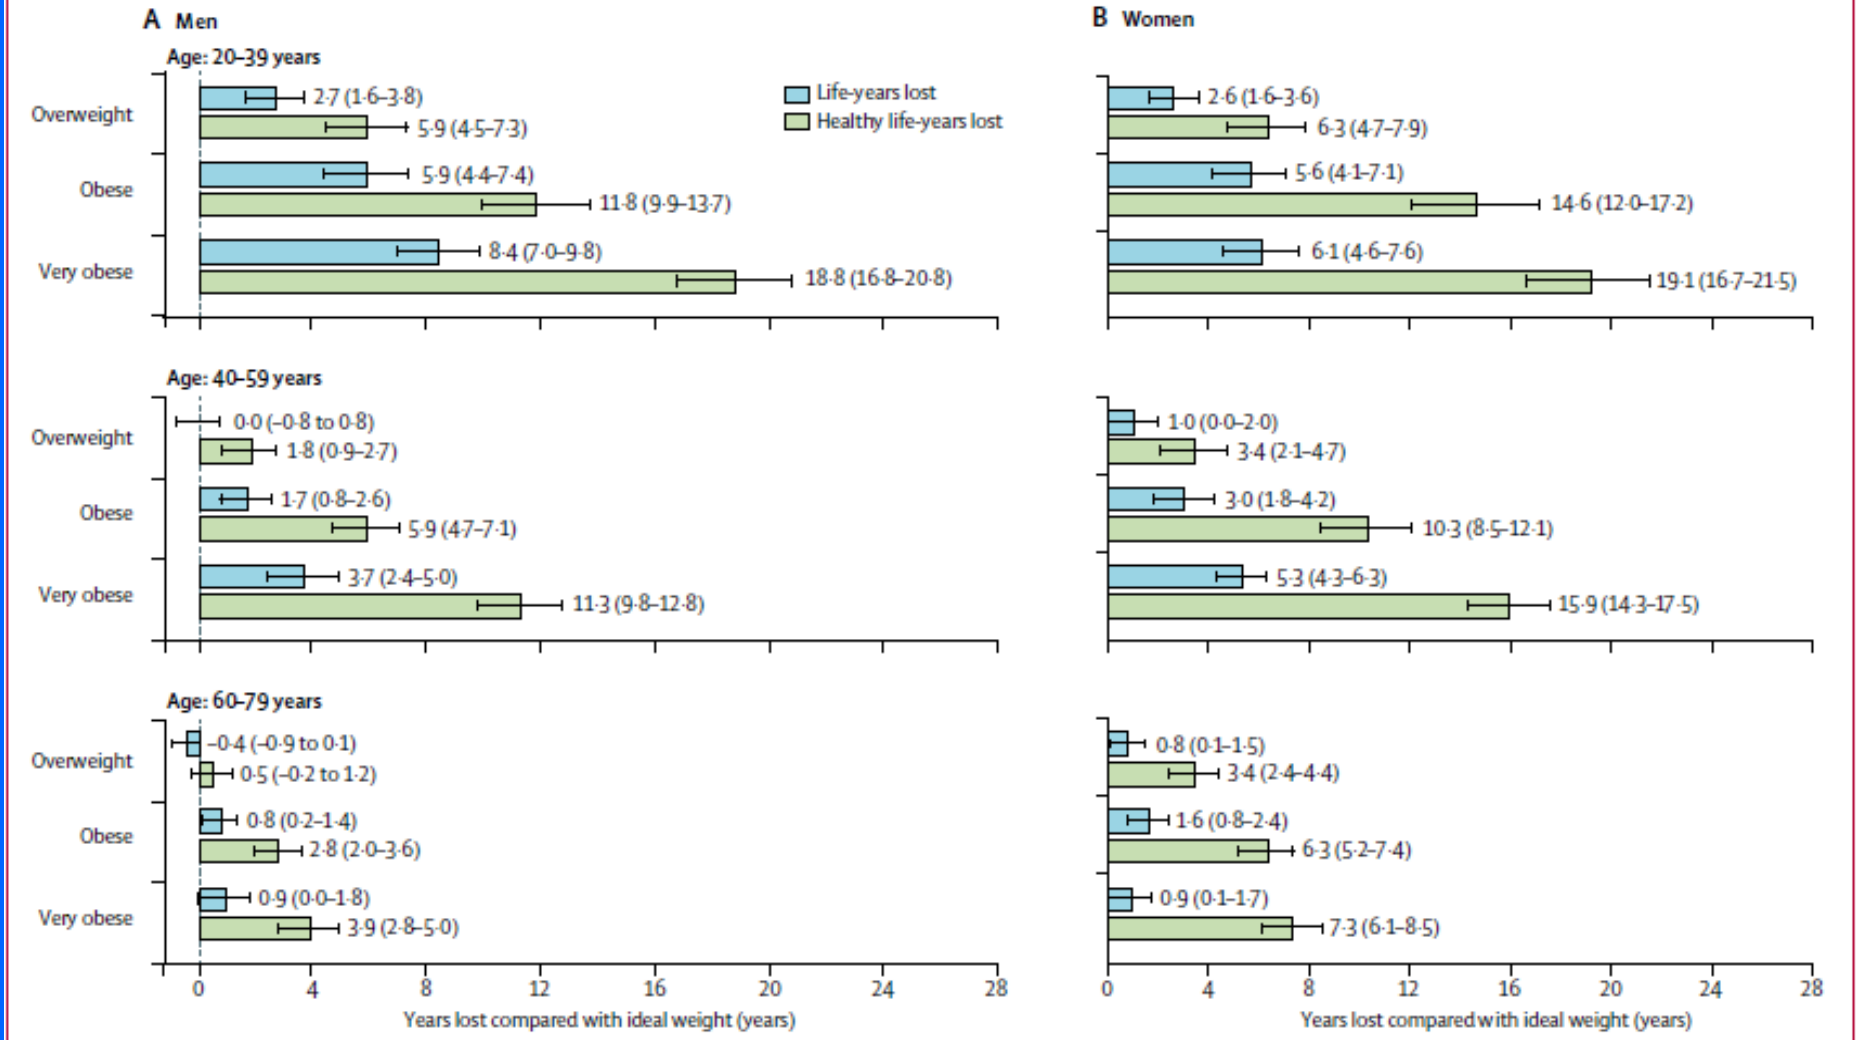 A Men
Age: 20–39 years
Life-years lost
Healthy life-years lost
Overweight
2·7 (1·6–3·8)
5·9 (4·5–7·3)
Obese
5·9 (4·4–7·4)
11·8 (9·9–13·7)
Very obese
8·4 (7·0–9·8)
18·8 (16·8–20·8)
Age: 40–59 years
Overweight
0·0 (–0·8 to 0·8)
1·8 (0·9–2·7)
Obese
1·7 (0·8–2·6)
5·9 (4·7–7·1)
Very obese
3·7 (2·4–5·0)
11·3 (9·8–12·8)
Age: 60–79 years
Overweight
–0·4 (–0·9 to 0·1)
0·5 (–0·2 to 1·2)
Obese
0·8 (0·2–1·4)
2·8 (2·0–3·6)
Very obese
0·9 (0·0–1·8)
3·9 (2·8–5·0)
0 4 8 12 16 20 24 28
Years lost compared with ideal weight (years)
B Women
2·6 (1·6–3·6)
6·3 (4·7–7·9)
5·6 (4·1–7·1)
14·6 (12·0–17·2)
6·1 (4·6–7·6)
19·1 (16·7–21·5)
1·0 (0·0–2·0)
3·4 (2·1–4·7)
3·0 (1·8–4·2)
10·3 (8·5–12·1)
5·3 (4·3–6·3)
15·9 (14·3–17·5)
0·8 (0·1–1·5)
3·4 (2·4–4·4)
1·6 (0·8–2·4)
6·3 (5·2–7·4)
0·9 (0·1–1·7)
7·3 (6·1–8·5)
0 4 8 12 16 20 24 28
Years lost compared with ideal weight (years)